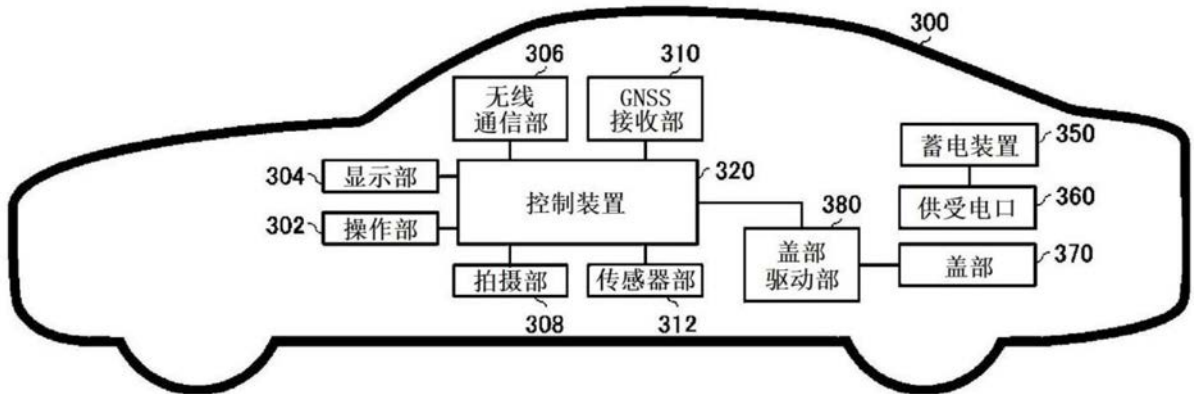 300
306
310
无线
通信部
GNSS
接收部
350
蓄电装置
304
显示部
320
控制装置
380
供受电口
360
302
操作部
盖部
驱动部
盖部
370
拍摄部
传感器部
308
312